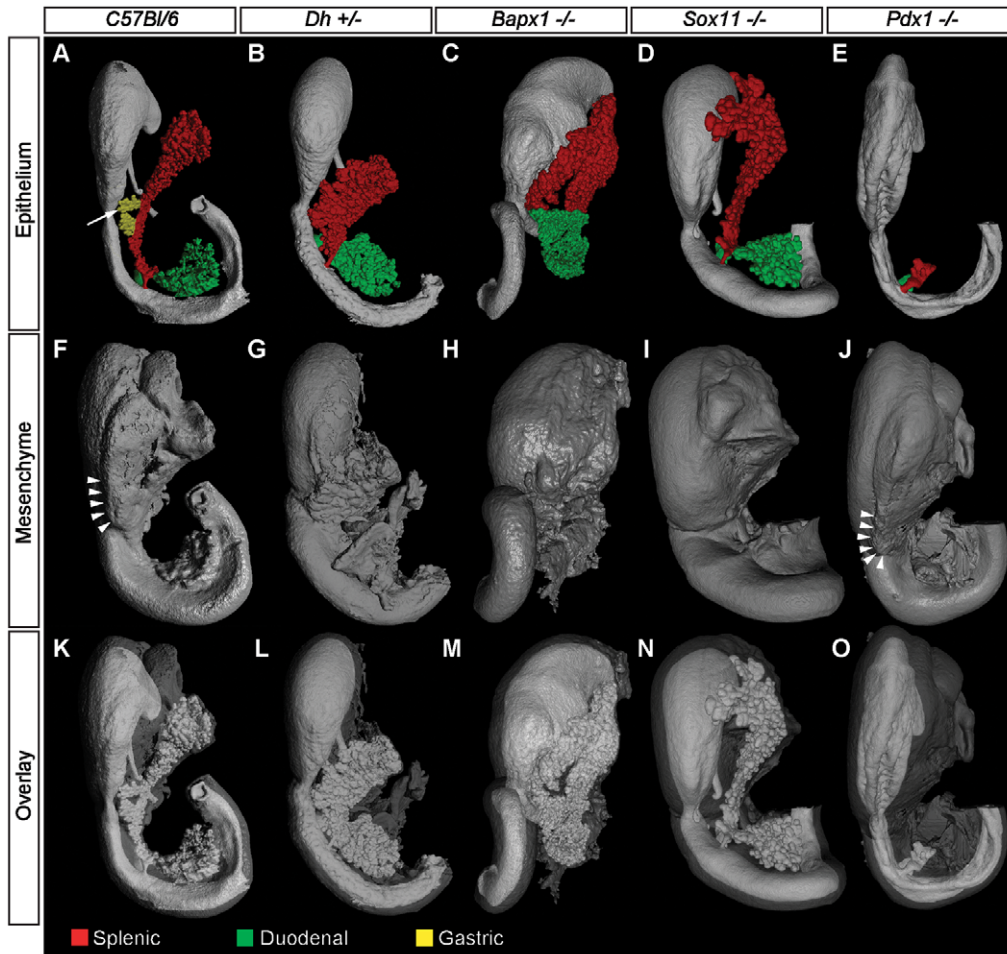 C57Bl/6 Dh +/- Bapx1 -/- Sox11 -/- Pdx1 -/-
Epithelium
A B C D E
Mesenchyme
F G H I J
Overlay
K L M N O
Splenic Duodenal Gastric